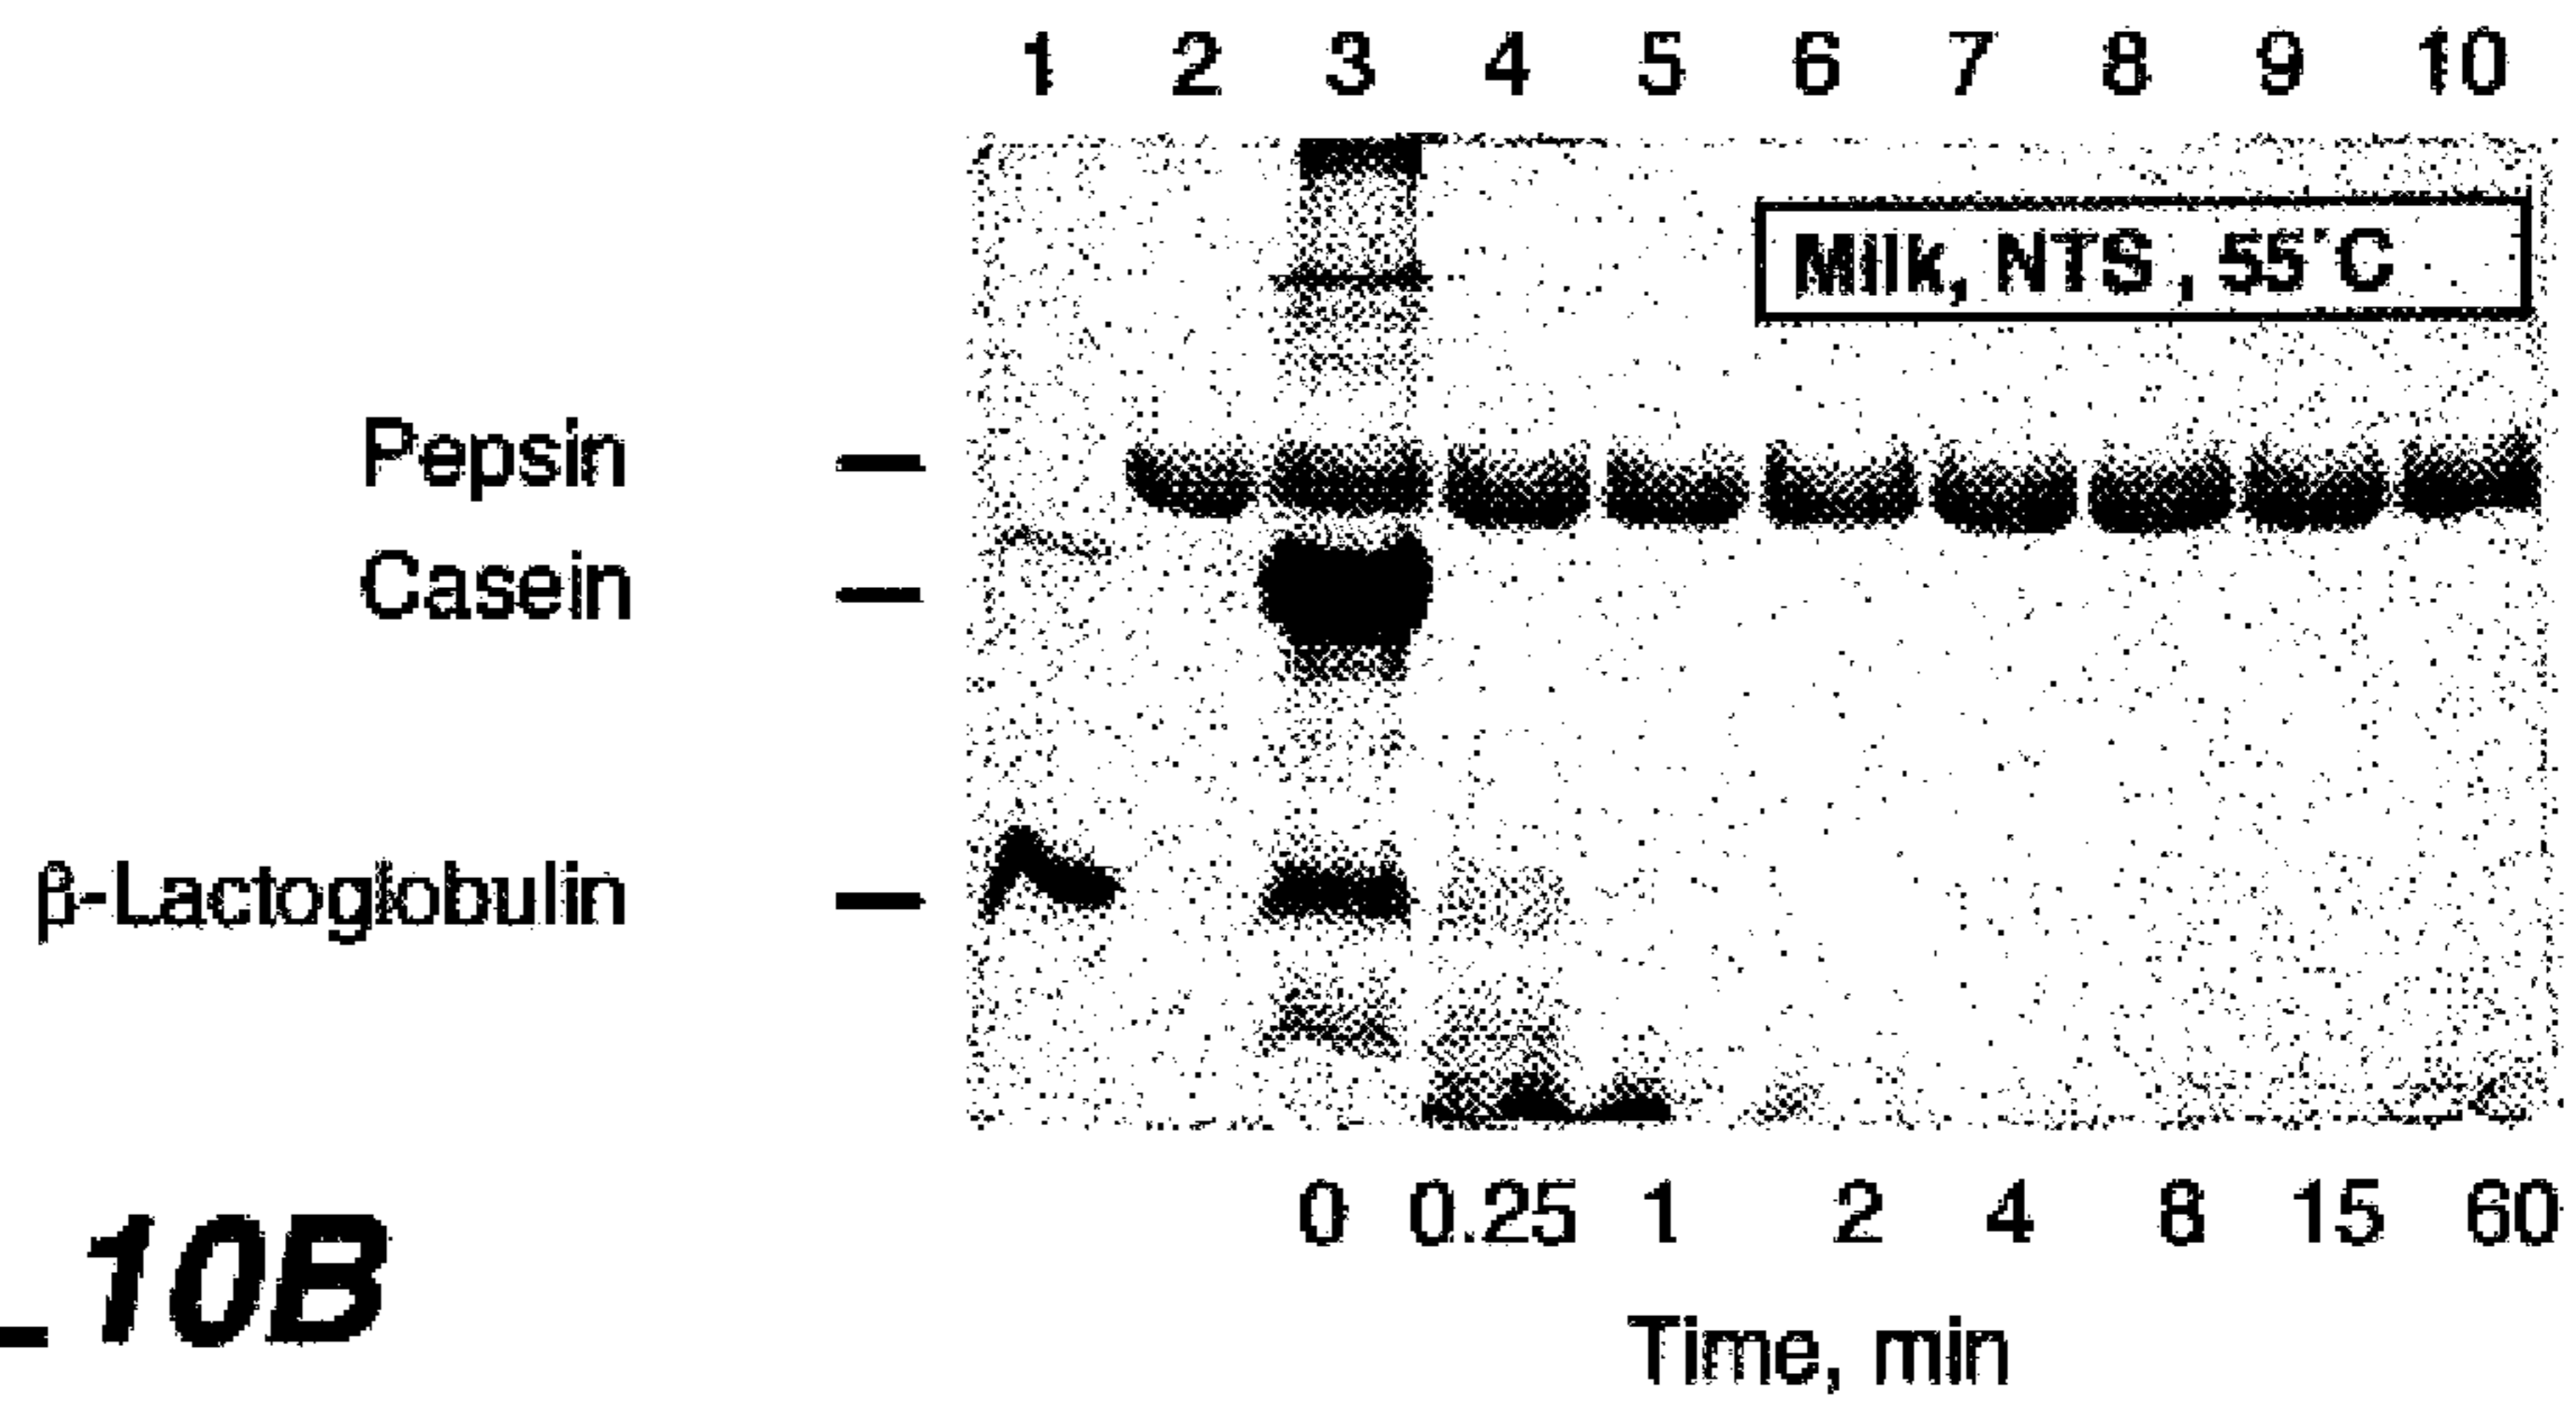 1 2 3 4 5 6 7 8 9 10
Milk, NTS, 55°C
Pepsin
Casein
β-Lactoglobulin
0 0.25 1 2 4 8 15 60
Time, min
_10B